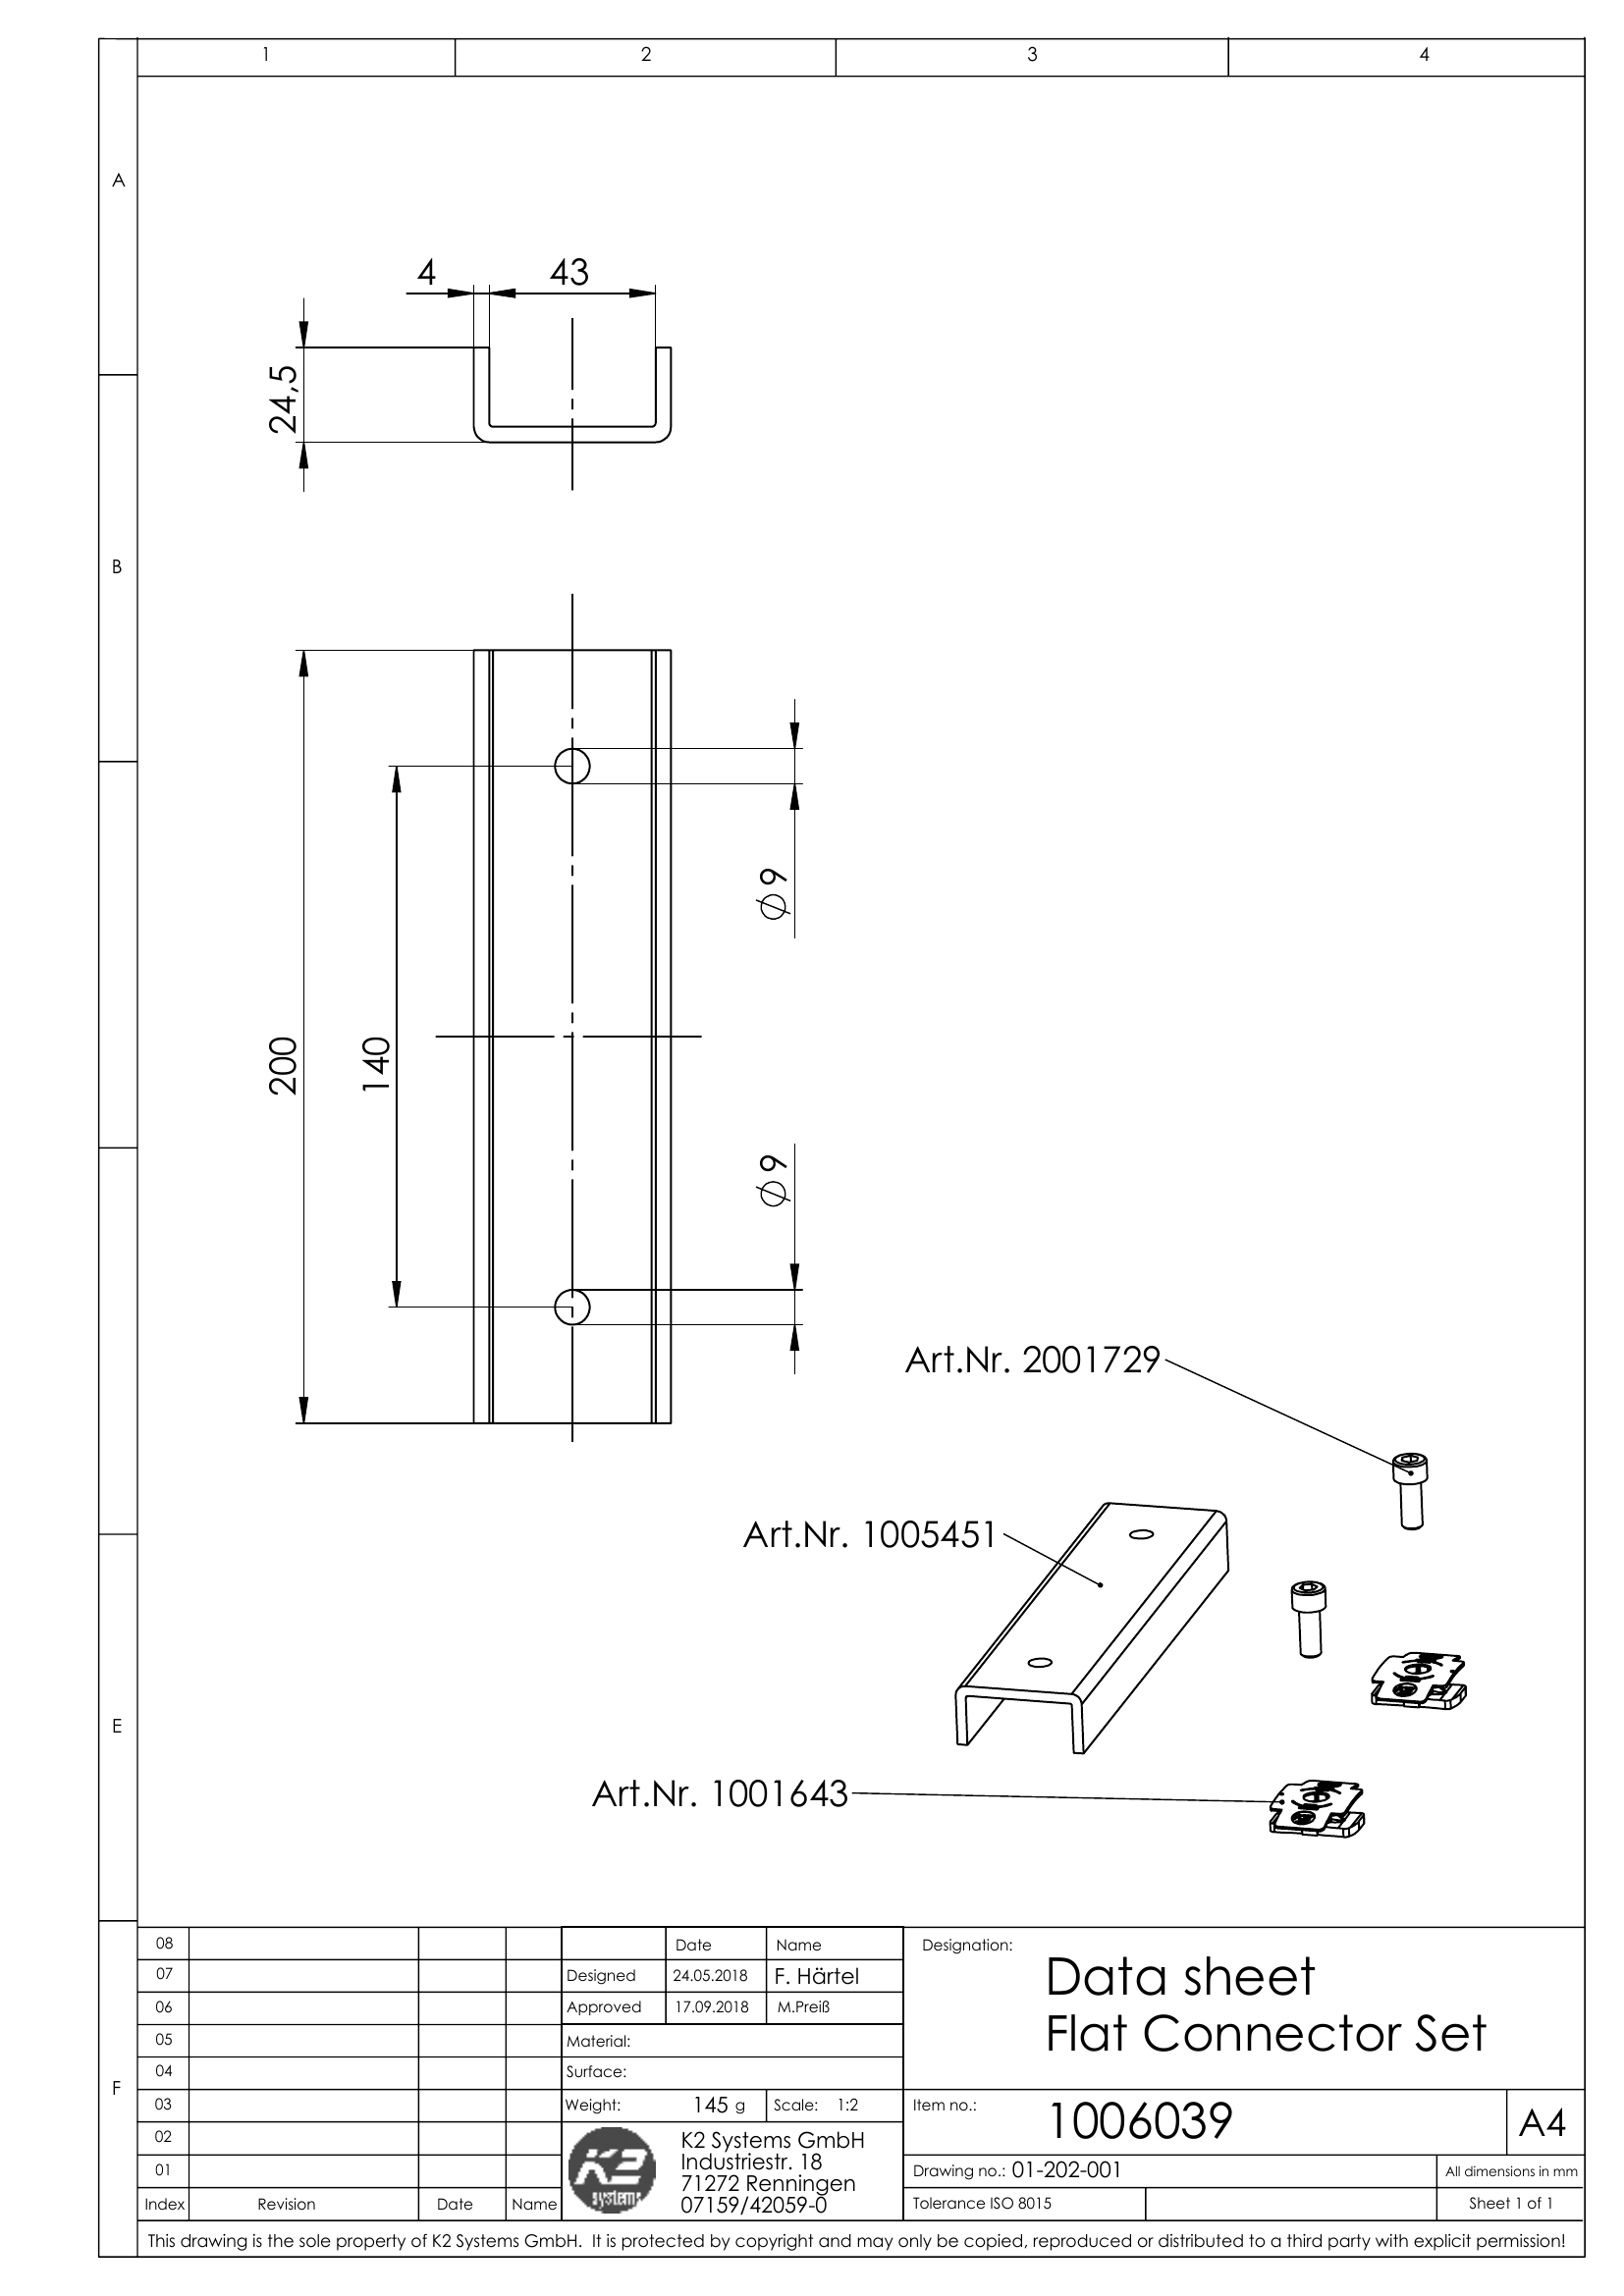 1 2 3 4
A
4 43
24,5
B
Ø 9
200
140
Ø 9
Art.Nr. 2001729
Art.Nr. 1005451
E
Art.Nr. 1001643
08 Date Name
07 Designed 24.05.2018 F. Härtel
06 Approved 17.09.2018 M.Preiß
05 Material:
04 Surface:
Designation:
Data sheet
Flat Connector Set
F
03 Weight: 145 g Scale: 1:2
Item no.: 1006039 A4
02
01
K2 systems
K2 Systems GmbH
Industriestr. 18
71272 Renningen
07159/42059-0
Drawing no.: 01-202-001 All dimensions in mm
Index Revision Date Name
Tolerance ISO 8015 Sheet 1 of 1
This drawing is the sole property of K2 Systems GmbH. It is protected by copyright and may only be copied, reproduced or distributed to a third party with explicit permission!